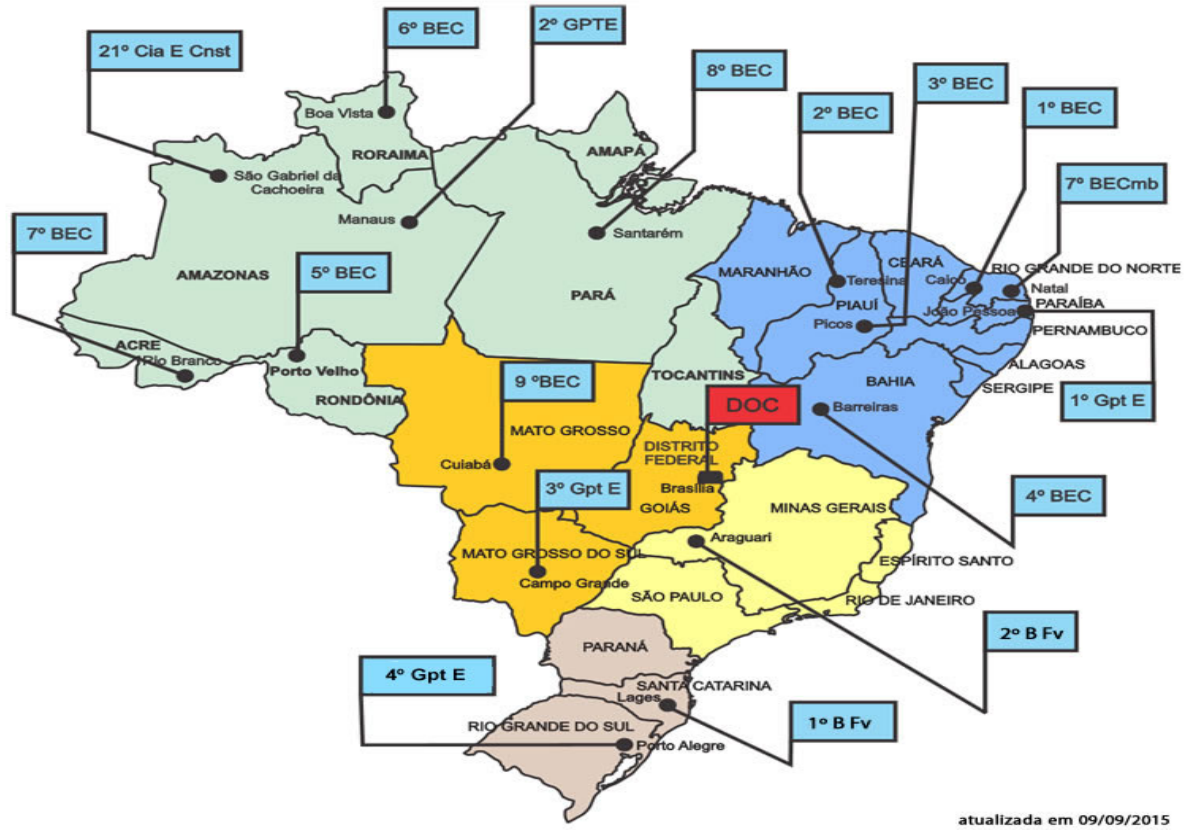 6º BEC
2º GPTE
21º Cia E Cnst
8º BEC
3º BEC
2º BEC
1º BEC
Boa Vista
RORAIMA
AMAPÁ
São Gabriel da
Cachoeira
7º BECmb
Manaus
Santarém
7º BEC
5º BEC
AMAZONAS
PARÁ
MARANHÃO
CEARÁ
RIO GRANDE DO NORTE
Teresina
Caicó
Natal
PIAUÍ
João Pessoa
PARAÍBA
Picos
PERNAMBUCO
ACRE
Rio Branco
Porto Velho
RONDÔNIA
TOCANTINS
ALAGOAS
BAHIA
SERGIPE
9 ºBEC
DOC
Barreiras
1º Gpt E
MATO GROSSO
DISTRITO
FEDERAL
Cuiabá
Brasília
3º Gpt E
GOIÁS
MINAS GERAIS
4º BEC
Araguari
MATO GROSSO DO SUL
ESPÍRITO SANTO
Campo Grande
SÃO PAULO
RIO DE JANEIRO
2º B Fv
PARANÁ
4º Gpt E
SANTA CATARINA
Lages
RIO GRANDE DO SUL
1º B Fv
Porto Alegre
atualizada em 09/09/2015